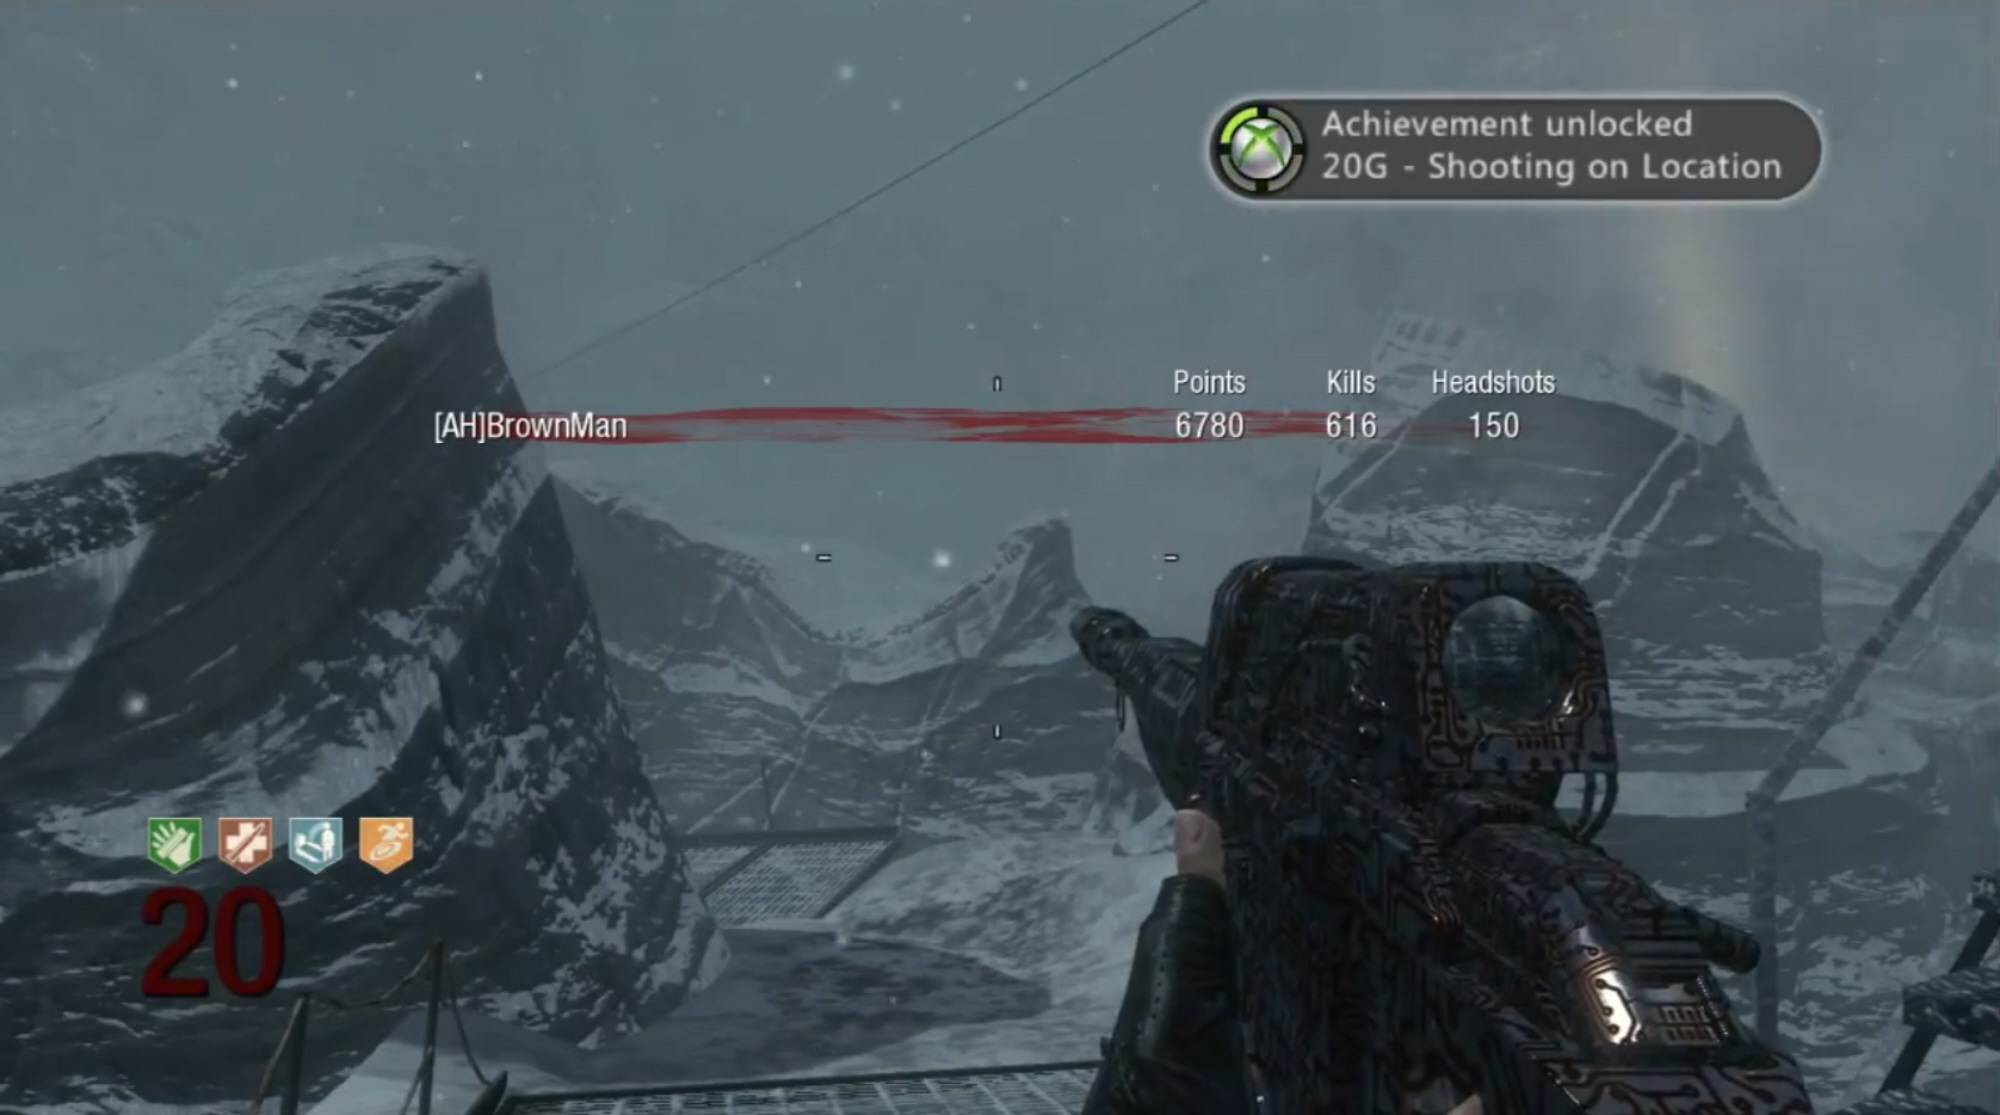 Achievement unlocked
20G - Shooting on Location
Points Kills Headshots
[AH]BrownMan 6780 616 150
20